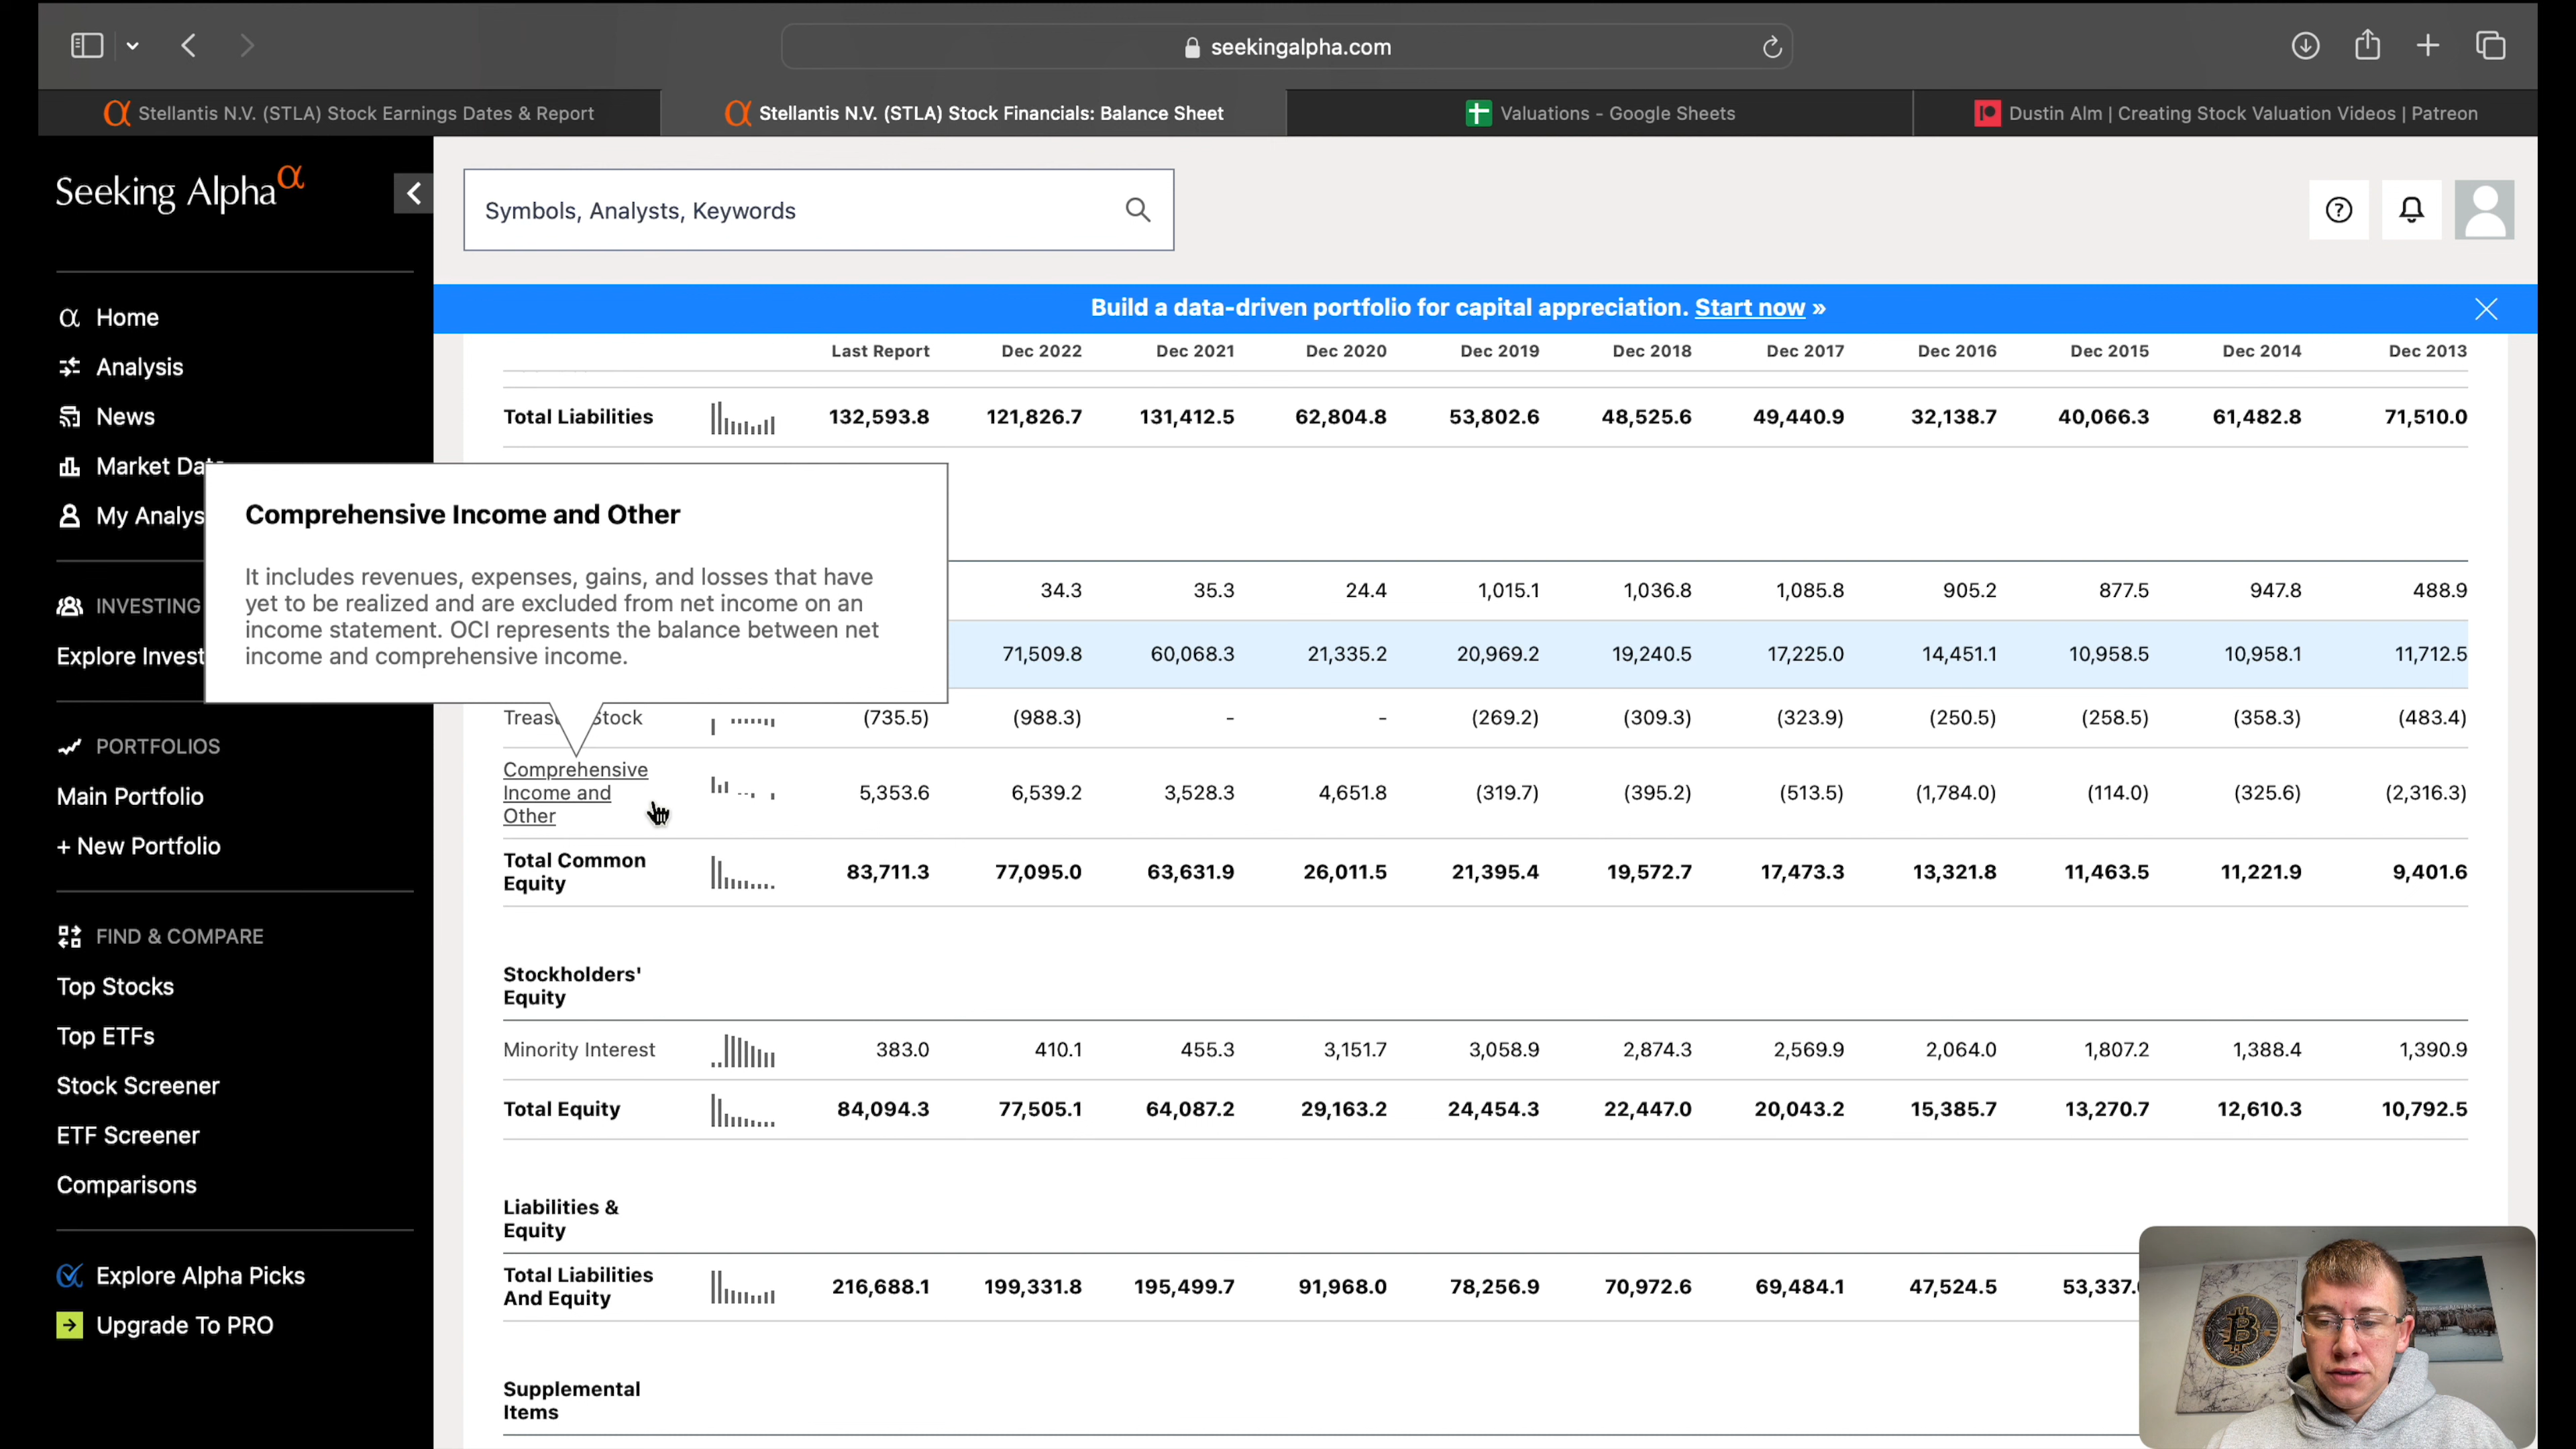 seekingalpha.com
Stellantis N.V. (STLA) Stock Earnings Dates & Report
Stellantis N.V. (STLA) Stock Financials: Balance Sheet
Valuations - Google Sheets
Dustin Alm | Creating Stock Valuation Videos | Patreon
Seeking Alpha α
Symbols, Analysts, Keywords
Home
Analysis
News
Market Data
My Analys
INVESTING
Explore Invest
PORTFOLIOS
Main Portfolio
+ New Portfolio
FIND & COMPARE
Top Stocks
Top ETFs
Stock Screener
ETF Screener
Comparisons
Explore Alpha Picks
Upgrade To PRO
Build a data-driven portfolio for capital appreciation. Start now »
Last Report Dec 2022 Dec 2021 Dec 2020 Dec 2019 Dec 2018 Dec 2017 Dec 2016 Dec 2015 Dec 2014 Dec 2013
Total Liabilities 132,593.8 121,826.7 131,412.5 62,804.8 53,802.6 48,525.6 49,440.9 32,138.7 40,066.3 61,482.8 71,510.0
Comprehensive Income and Other
It includes revenues, expenses, gains, and losses that have
yet to be realized and are excluded from net income on an
income statement. OCI represents the balance between net
income and comprehensive income.
34.3 35.3 24.4 1,015.1 1,036.8 1,085.8 905.2 877.5 947.8 488.9
71,509.8 60,068.3 21,335.2 20,969.2 19,240.5 17,225.0 14,451.1 10,958.5 10,958.1 11,712.5
Treasu Stock (735.5) (988.3) - - (269.2) (309.3) (323.9) (250.5) (258.5) (358.3) (483.4)
Comprehensive
Income and 5,353.6 6,539.2 3,528.3 4,651.8 (319.7) (395.2) (513.5) (1,784.0) (114.0) (325.6) (2,316.3)
Other
Total Common
Equity 83,711.3 77,095.0 63,631.9 26,011.5 21,395.4 19,572.7 17,473.3 13,321.8 11,463.5 11,221.9 9,401.6
Stockholders'
Equity
Minority Interest 383.0 410.1 455.3 3,151.7 3,058.9 2,874.3 2,569.9 2,064.0 1,807.2 1,388.4 1,390.9
Total Equity 84,094.3 77,505.1 64,087.2 29,163.2 24,454.3 22,447.0 20,043.2 15,385.7 13,270.7 12,610.3 10,792.5
Liabilities &
Equity
Total Liabilities
And Equity 216,688.1 199,331.8 195,499.7 91,968.0 78,256.9 70,972.6 69,484.1 47,524.5 53,337.
Supplemental
Items